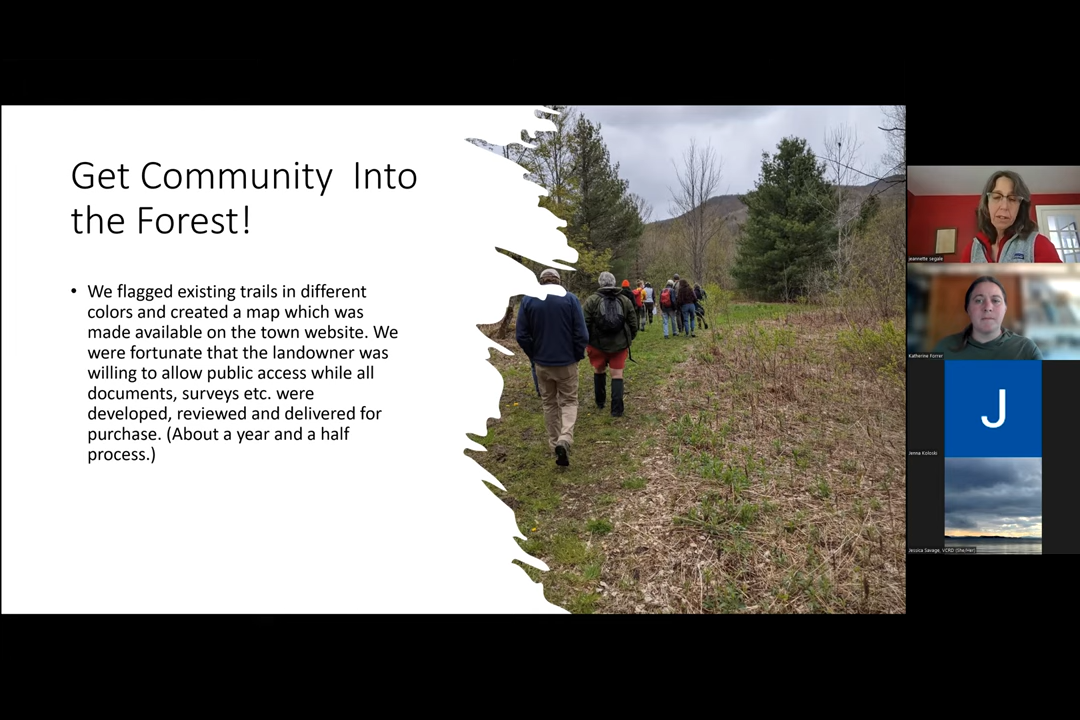 Get Community  Into
the Forest!
• We flagged existing trails in different
colors and created a map which was
made available on the town website. We
were fortunate that the landowner was
willing to allow public access while all
documents, surveys etc. were
developed, reviewed and delivered for
purchase. (About a year and a half
process.)
jeannette segale
Katherine Forrer
J
Jenna Koloski
Jessica Savage, VCRD (She/Her)